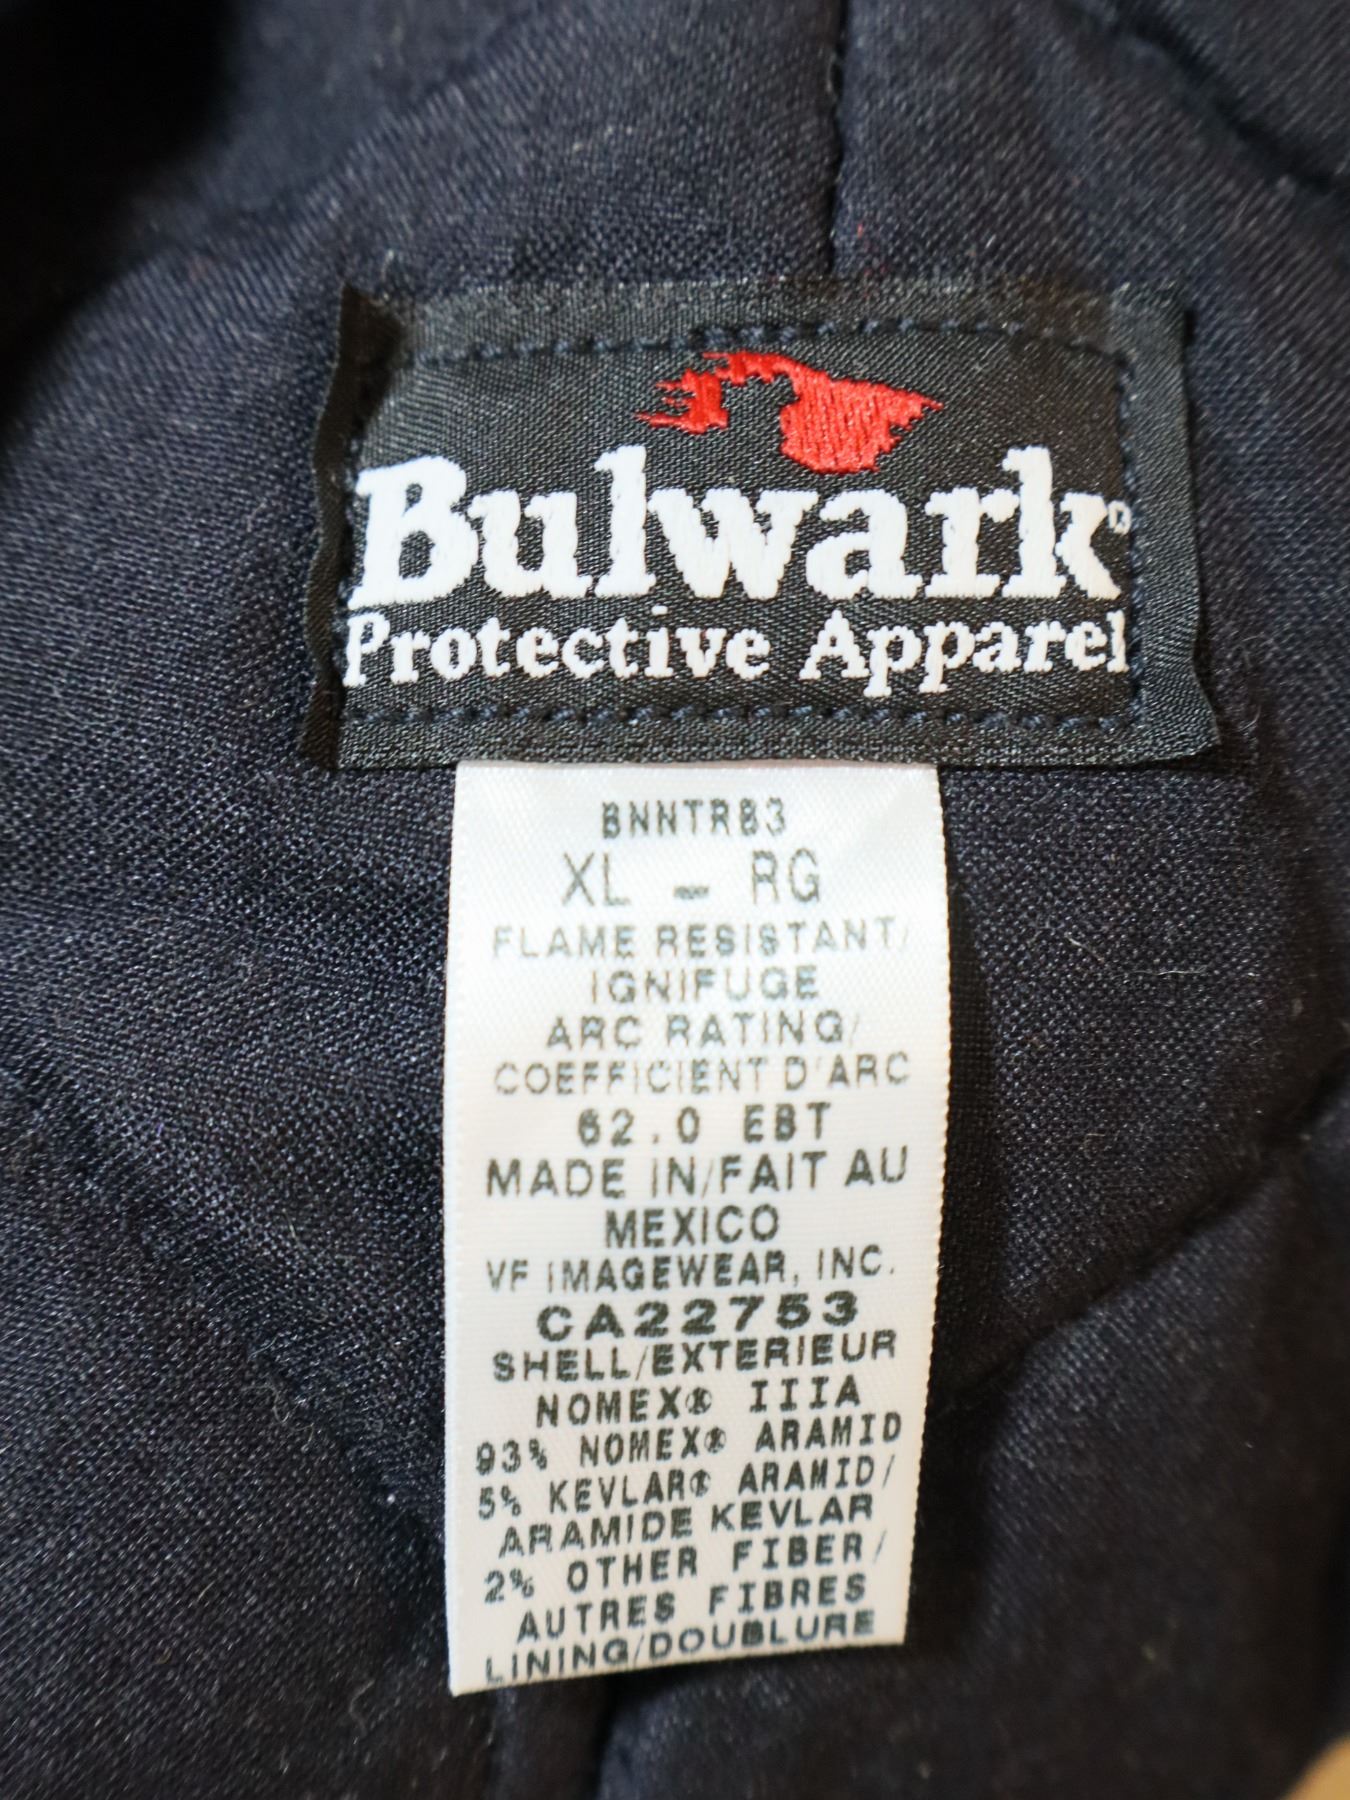 Bulwark®
Protective Apparel
BNNTRB3
XL - RG
FLAME RESISTANT/
IGNIFUGE
ARC RATING/
COEFFICIENT D'ARC
62.0 EBT
MADE IN/FAIT AU
MEXICO
VF IMAGEWEAR, INC.
CA22753
SHELL/EXTERIEUR
NOMEX® IIIA
93% NOMEX® ARAMID
5% KEVLAR® ARAMID/
ARAMIDE KEVLAR
2% OTHER FIBER/
AUTRES FIBRES
LINING/DOUBLURE